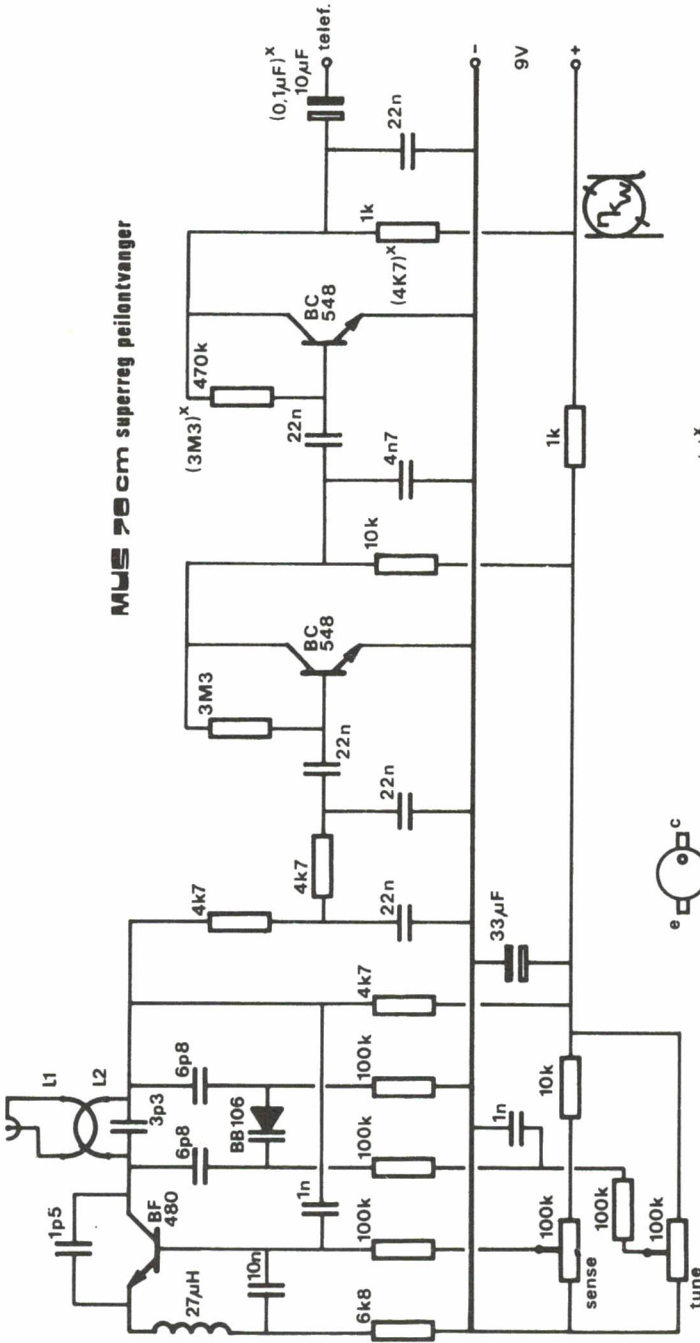 MUS 70 cm superreg peilontvanger
L1
L2
1p5
BF
480
3p3
6p8
6p8
BB106
27µH
10n
1n
6k8
100k
100k
100k
4k7
1n
sense
100k
10k
100k
100k
tune
33µF
4k7
4k7
22n
22n
22n
3M3
BC
548
10k
4n7
22n
(3M3)x
470k
BC
548
(4K7)x
1k
22n
(0,1µF)x
10µF
telef.
-
9V
+
1k
e
c